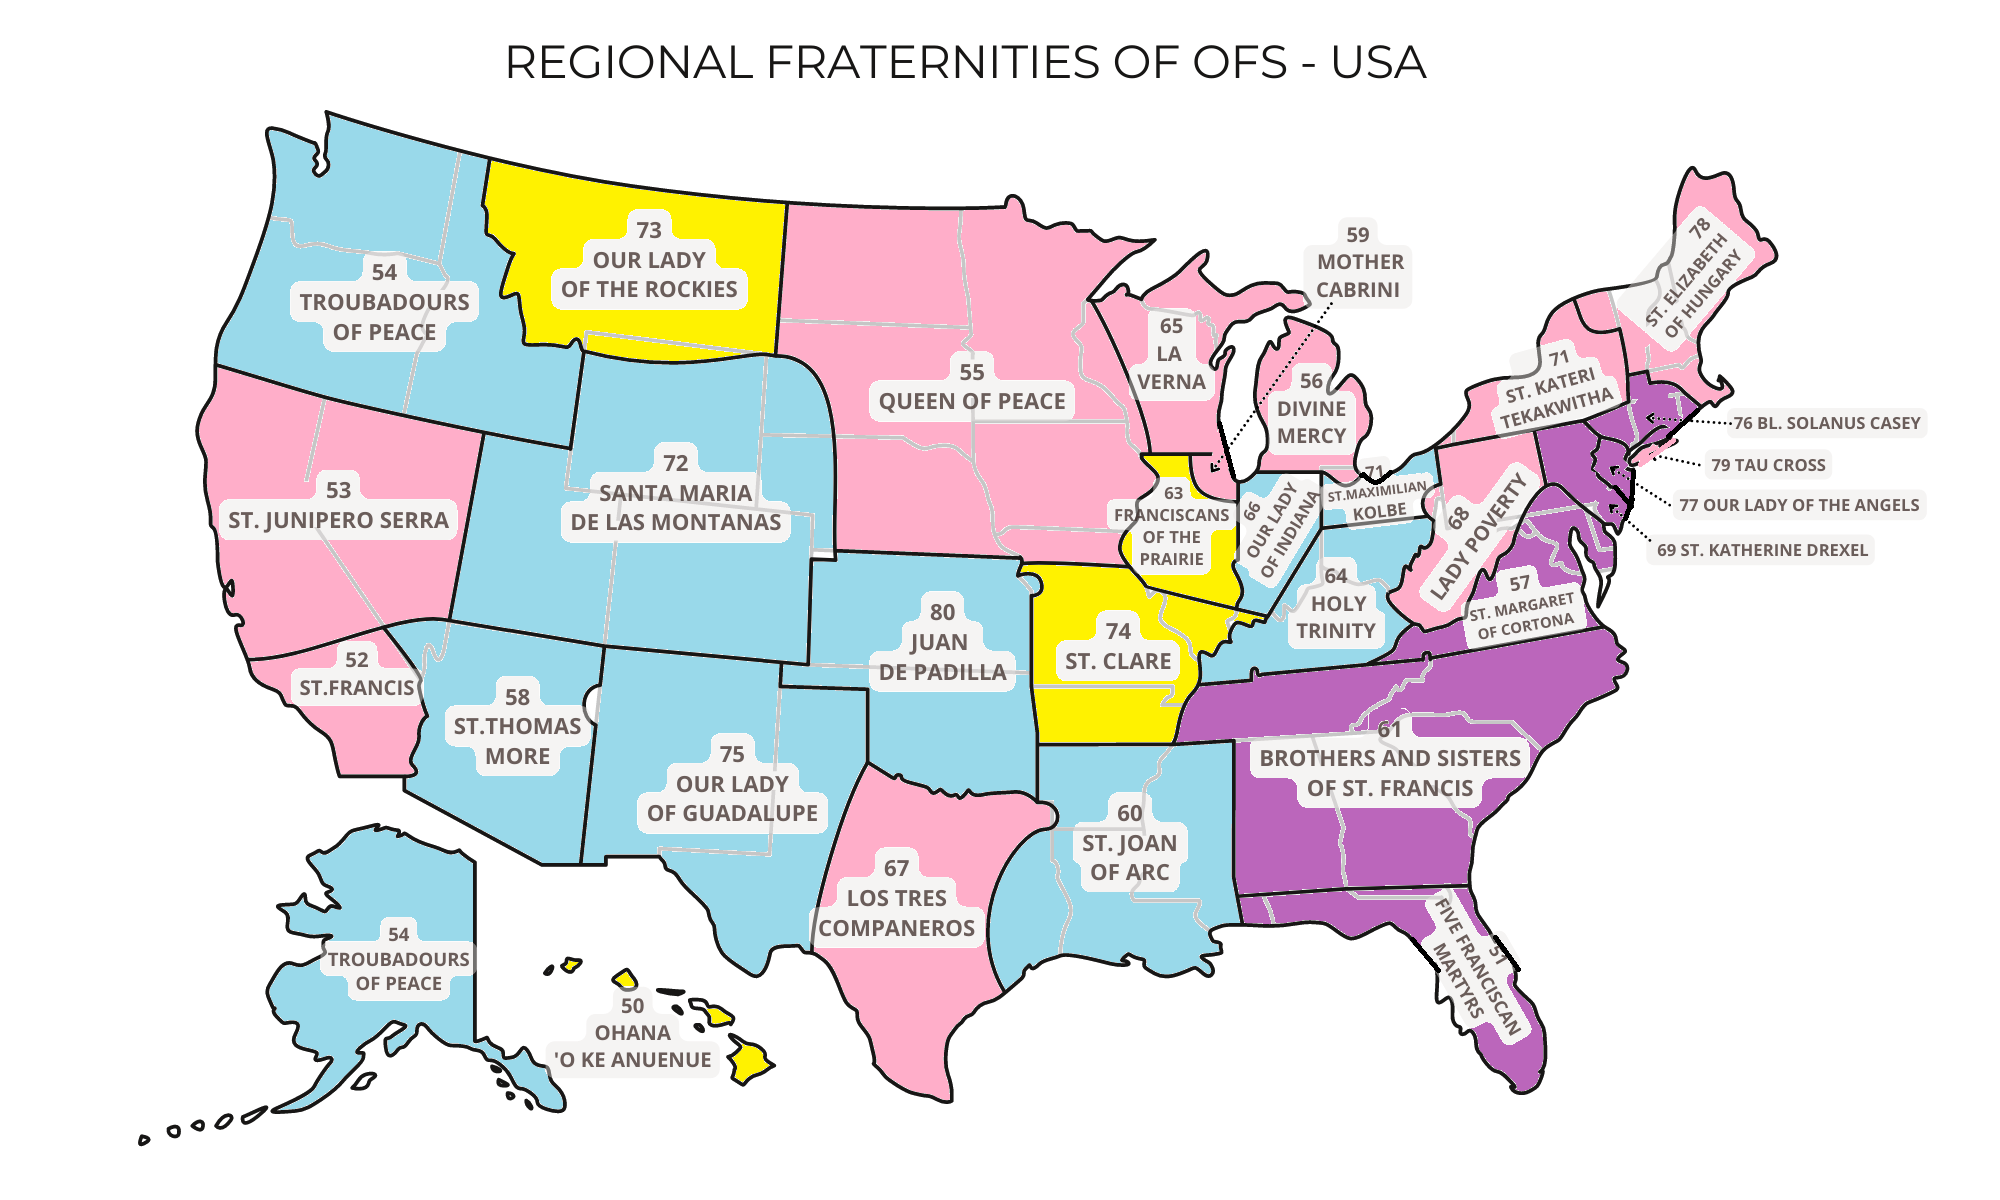 REGIONAL FRATERNITIES OF OFS - USA
54
TROUBADOURS
OF PEACE
73
OUR LADY
OF THE ROCKIES
55
QUEEN OF PEACE
65
LA
VERNA
59
MOTHER
CABRINI
56
DIVINE
MERCY
78
ST. ELIZABETH
OF HUNGARY
71
ST. KATERI
TEKAKWITHA
76 BL. SOLANUS CASEY
79 TAU CROSS
77 OUR LADY OF THE ANGELS
69 ST. KATHERINE DREXEL
53
ST. JUNIPERO SERRA
72
SANTA MARIA
DE LAS MONTANAS
63
FRANCISCANS
OF THE
PRAIRIE
66
OUR LADY
OF INDIANA
71
ST.MAXIMILIAN
KOLBE
68
LADY POVERTY
64
HOLY
TRINITY
57
ST. MARGARET
OF CORTONA
52
ST.FRANCIS
58
ST.THOMAS
MORE
80
JUAN
DE PADILLA
74
ST. CLARE
75
OUR LADY
OF GUADALUPE
61
BROTHERS AND SISTERS
OF ST. FRANCIS
60
ST. JOAN
OF ARC
67
LOS TRES
COMPANEROS
51
FIVE FRANCISCAN
MARTYRS
54
TROUBADOURS
OF PEACE
50
OHANA
'O KE ANUENUE